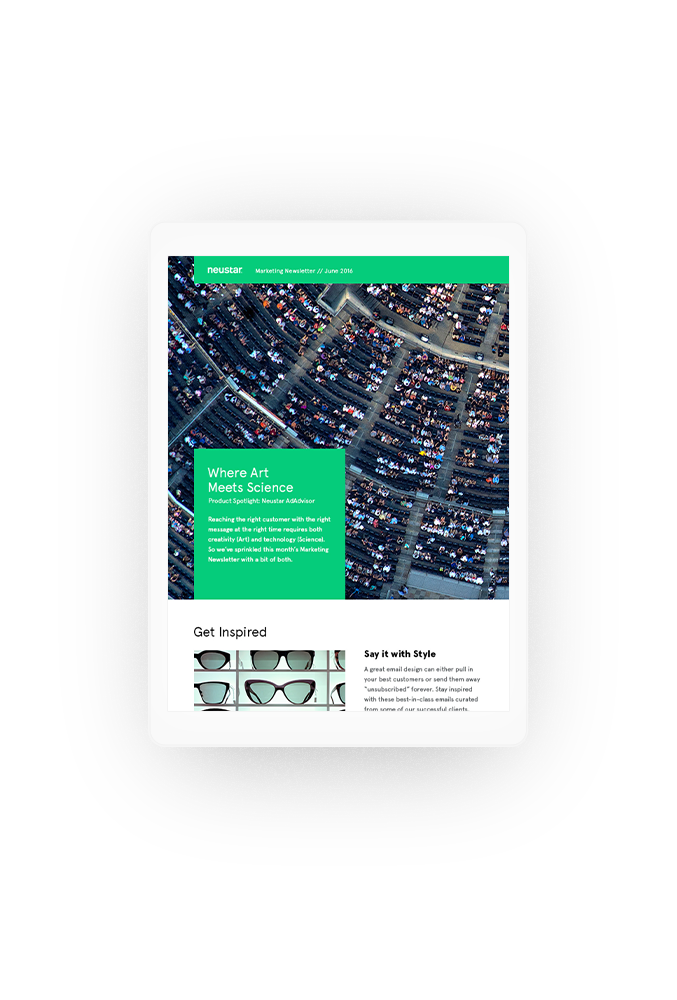 neustar
Marketing Newsletter // June 2016
Where Art
Meets Science
Product Spotlight: Neustar AdAdvisor
Reaching the right customer with the right
message at the right time requires both
creativity (Art) and technology (Science).
So we've sprinkled this month's Marketing
Newsletter with a bit of both.
Get Inspired
Say it with Style
A great email design can either pull in
your best customers or send them away
"unsubscribed" forever. Stay inspired
with these best-in-class emails curated
from some of our successful clients.